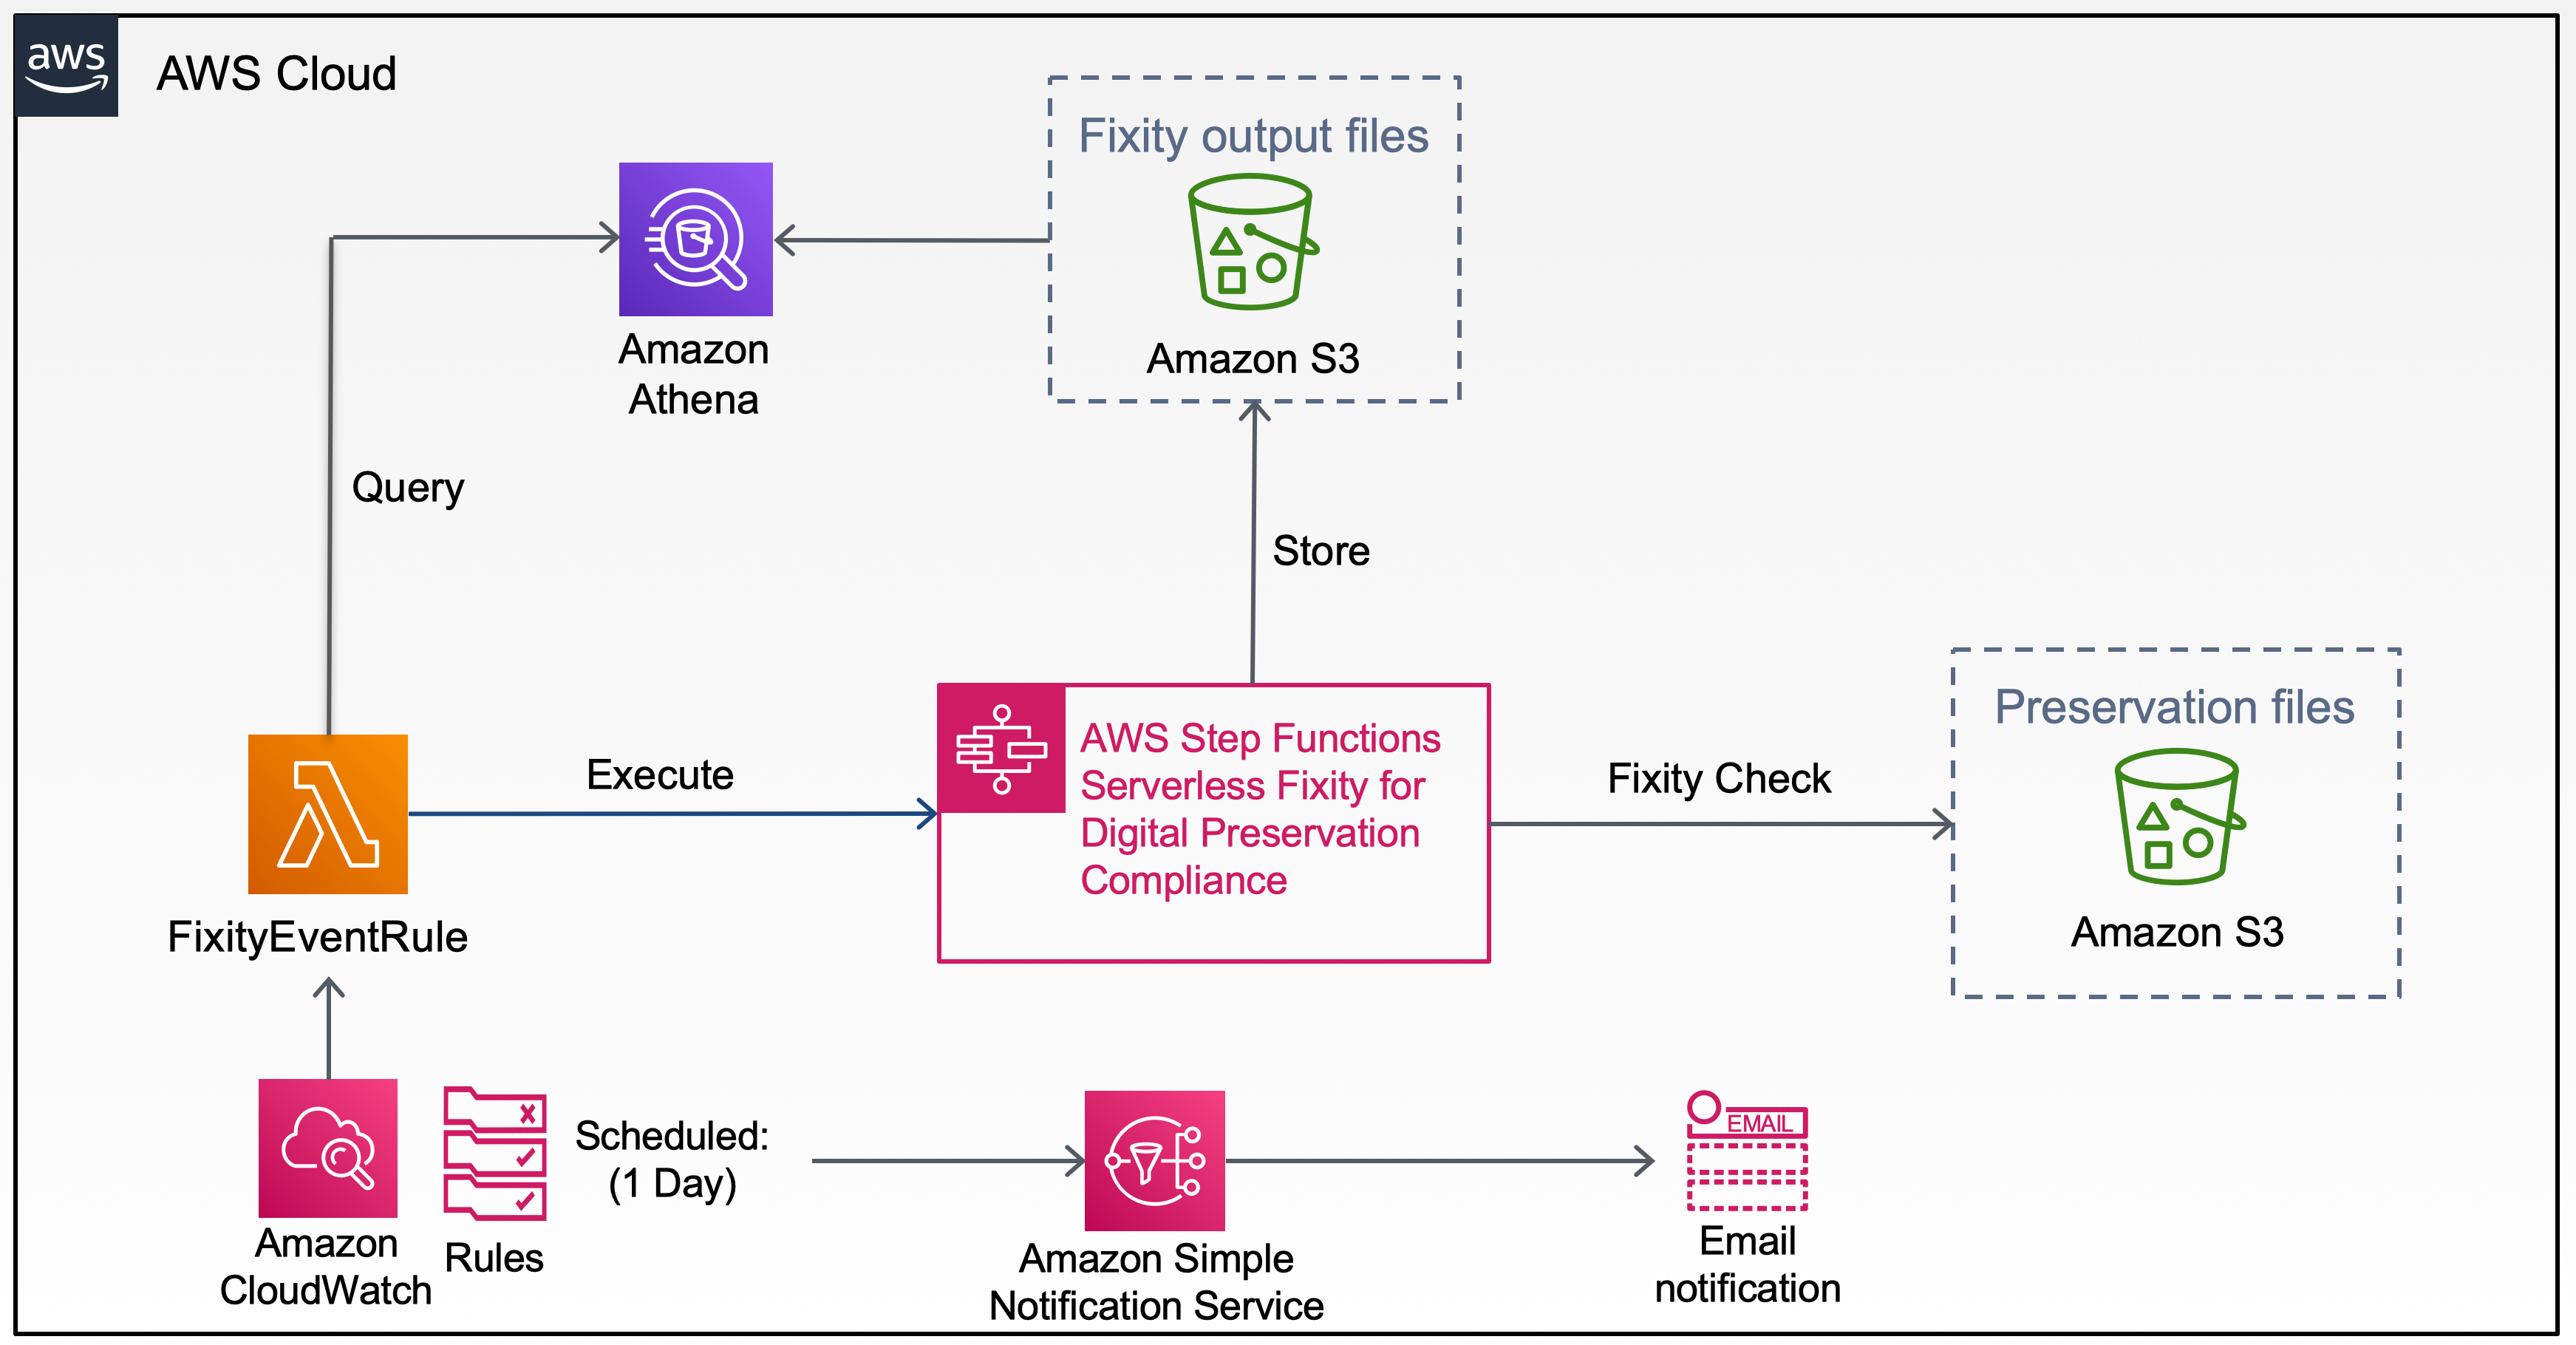 aws
AWS Cloud
Fixity output files
Amazon S3
Amazon
Athena
Query
Store
Execute
AWS Step Functions
Serverless Fixity for
Digital Preservation
Compliance
Fixity Check
Preservation files
Amazon S3
FixityEventRule
Amazon
CloudWatch
Rules
Scheduled:
(1 Day)
Amazon Simple
Notification Service
EMAIL
Email
notification